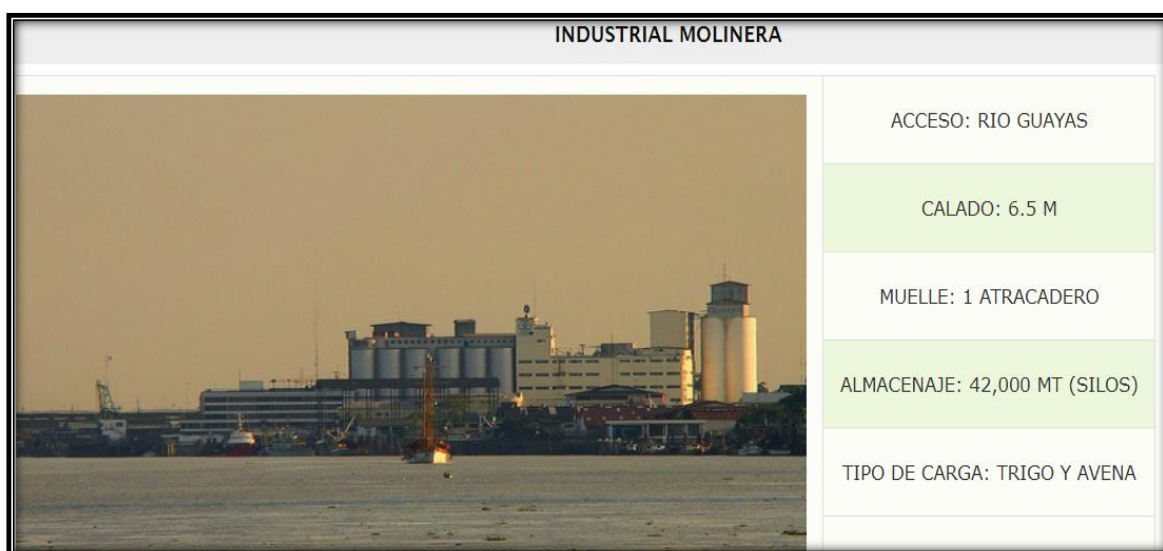 INDUSTRIAL MOLINERA
ACCESO: RIO GUAYAS
CALADO: 6.5 M
MUELLE: 1 ATRACADERO
ALMACENAJE: 42,000 MT (SILOS)
TIPO DE CARGA: TRIGO Y AVENA